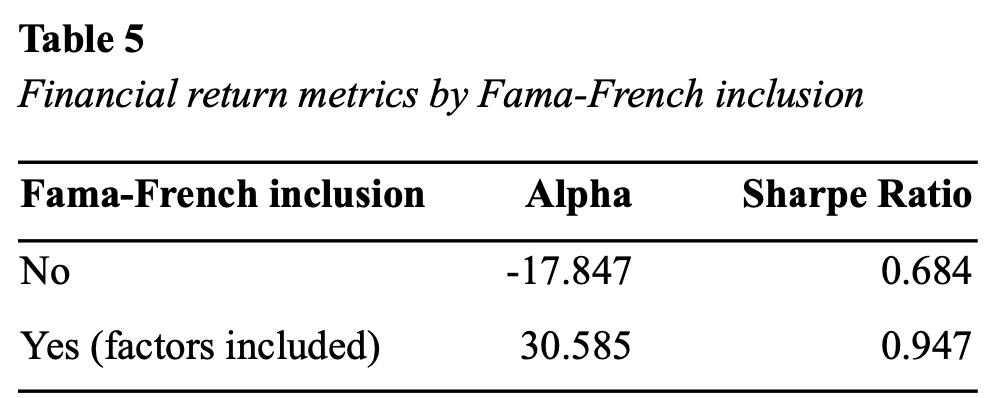 Table 5
Financial return metrics by Fama-French inclusion
Fama-French inclusion Alpha Sharpe Ratio
No -17.847 0.684
Yes (factors included) 30.585 0.947